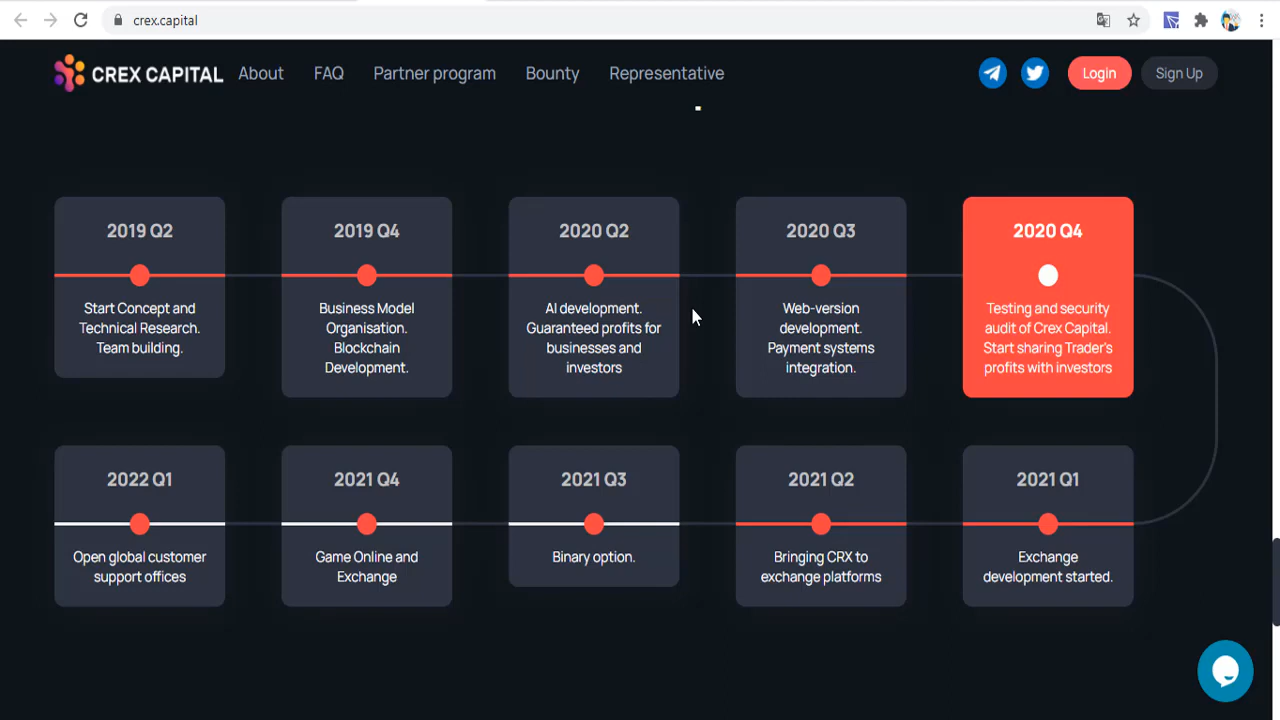 crex.capital
CREX CAPITAL About FAQ Partner program Bounty Representative Login Sign Up
2019 Q2
Start Concept and
Technical Research.
Team building.
2019 Q4
Business Model
Organisation.
Blockchain
Development.
2020 Q2
AI development.
Guaranteed profits for
businesses and
investors
2020 Q3
Web-version
development.
Payment systems
integration.
2020 Q4
Testing and security
audit of Crex Capital.
Start sharing Trader's
profits with investors
2022 Q1
Open global customer
support offices
2021 Q4
Game Online and
Exchange
2021 Q3
Binary option.
2021 Q2
Bringing CRX to
exchange platforms
2021 Q1
Exchange
development started.